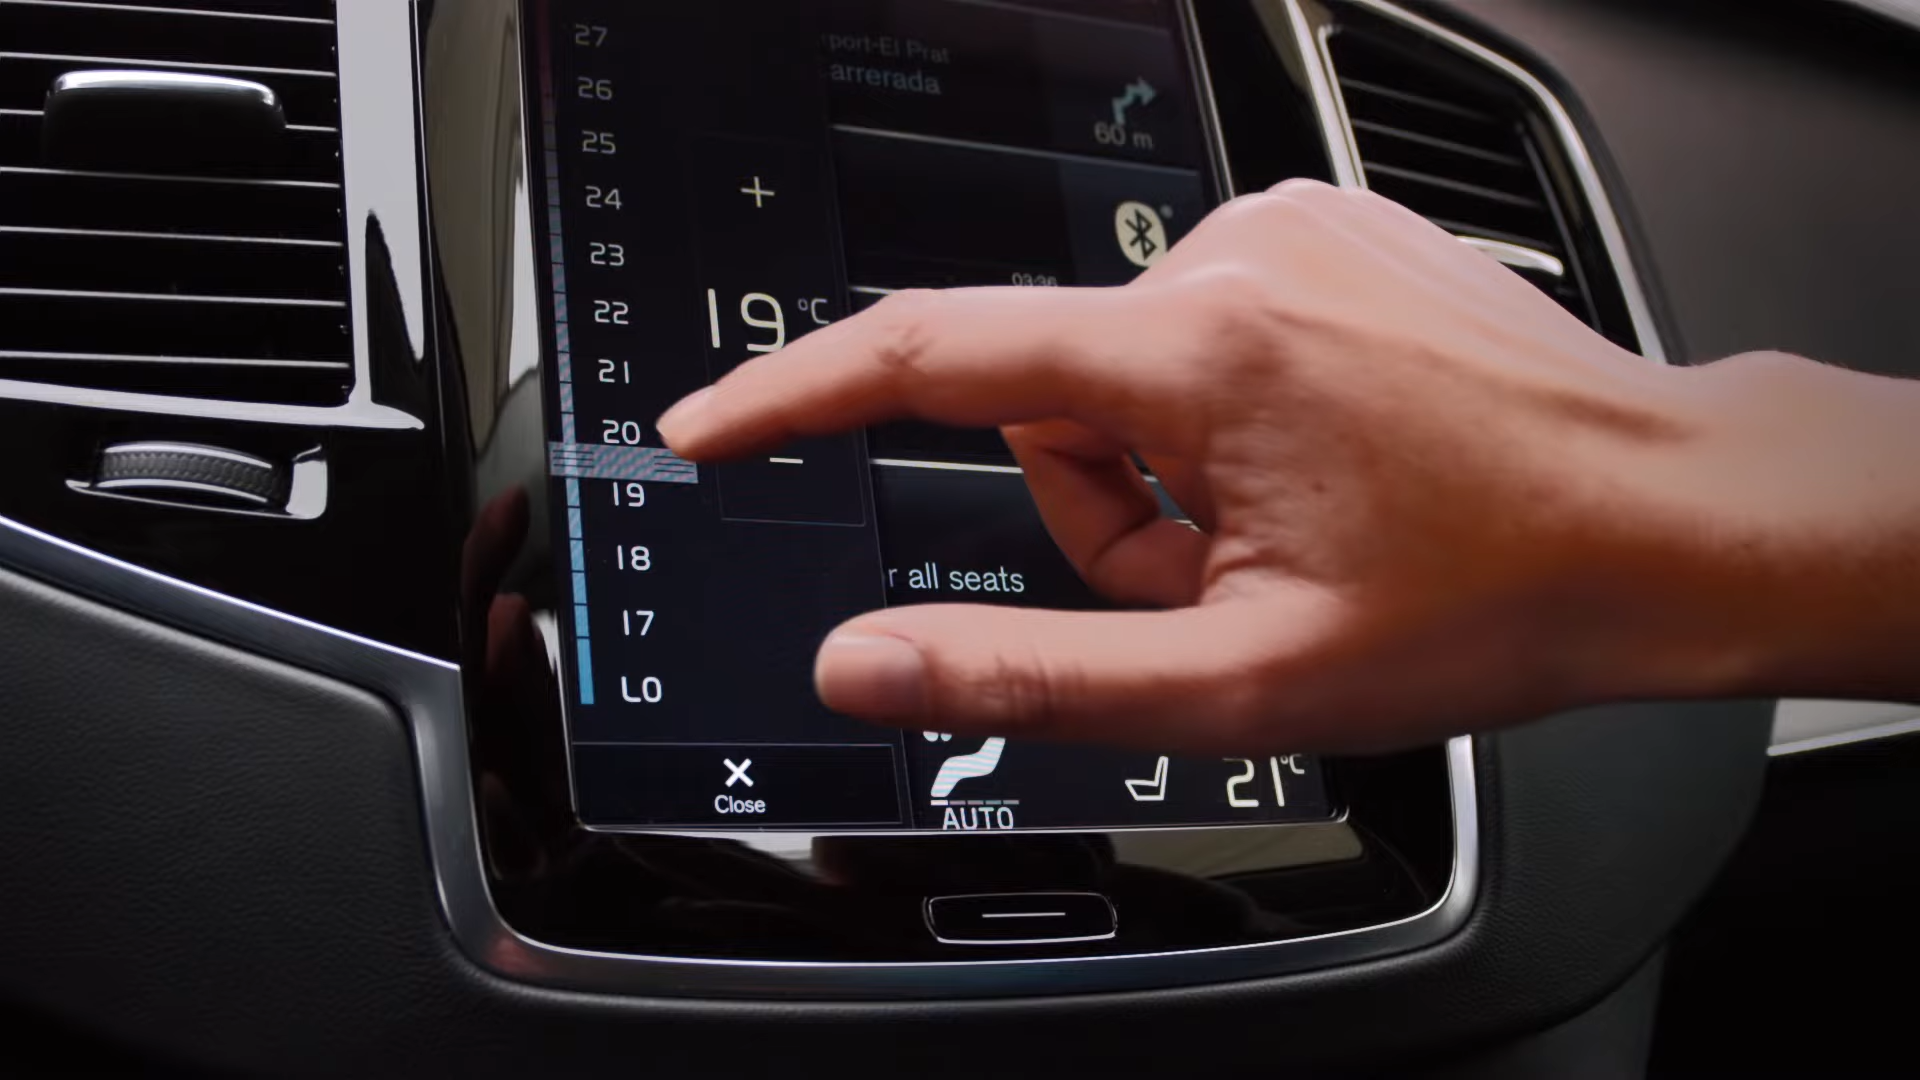 27
26
25
24
23
22
21
20
19
18
17
LO
+
19 °C
−
× Close
port-El Prat
arrerada
60 m
03:36
r all seats
AUTO
21 °C